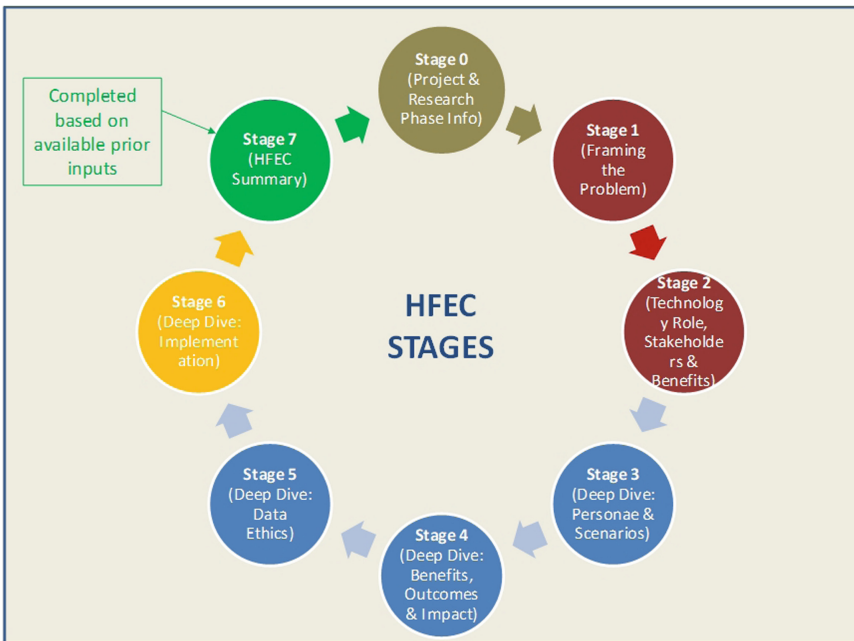 Stage 0
(Project &
Research
Phase Info)
Stage 1
(Framing
the
Problem)
Stage 2
(Technolog
y Role,
Stakeholde
rs &
Benefits)
Stage 3
(Deep Dive:
Personae &
Scenarios)
Stage 4
(Deep Dive:
Benefits,
Outcomes
& Impact)
Stage 5
(Deep Dive:
Data
Ethics)
Stage 6
(Deep Dive:
Implement
ation)
Stage 7
(HFEC
Summary)
Completed
based on
available prior
inputs
HFEC
STAGES